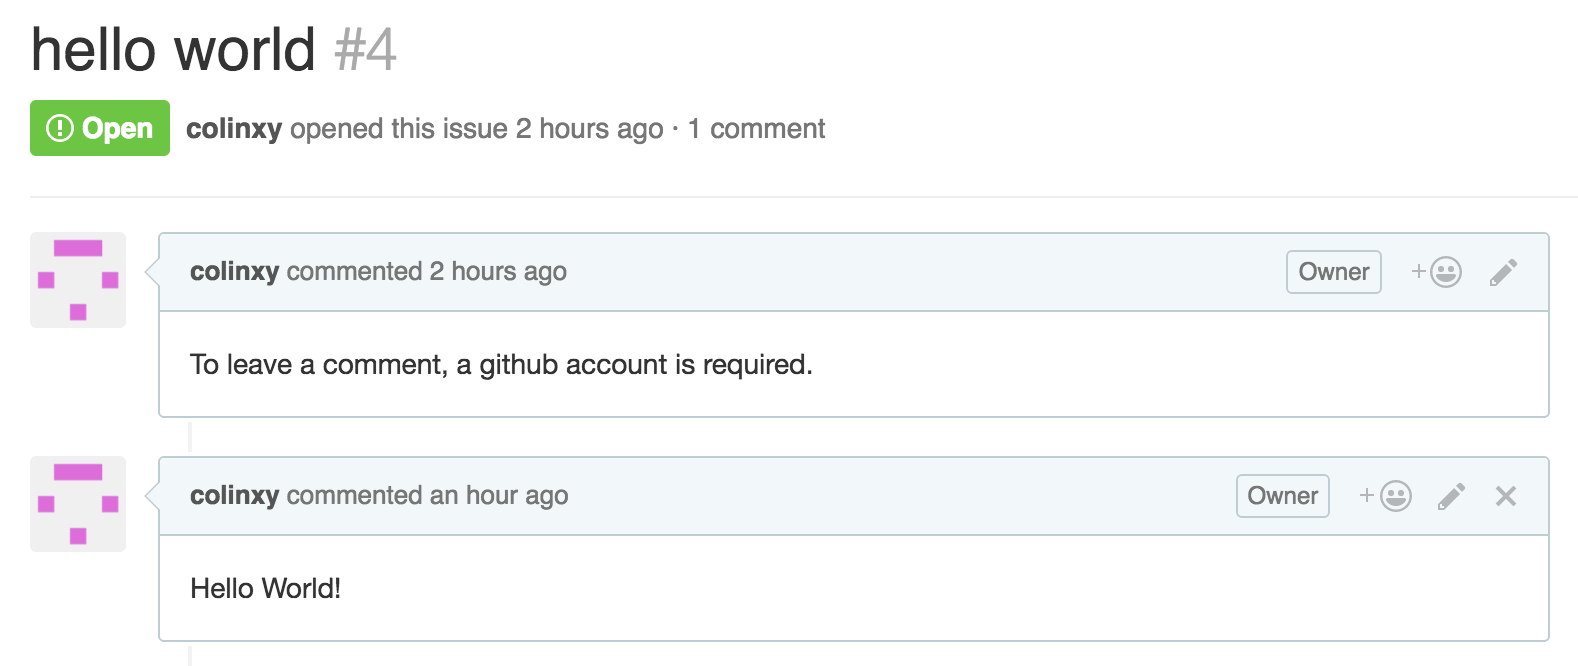 hello world #4
Open colinxy opened this issue 2 hours ago · 1 comment
colinxy commented 2 hours ago Owner +
To leave a comment, a github account is required.
colinxy commented an hour ago Owner +
Hello World!